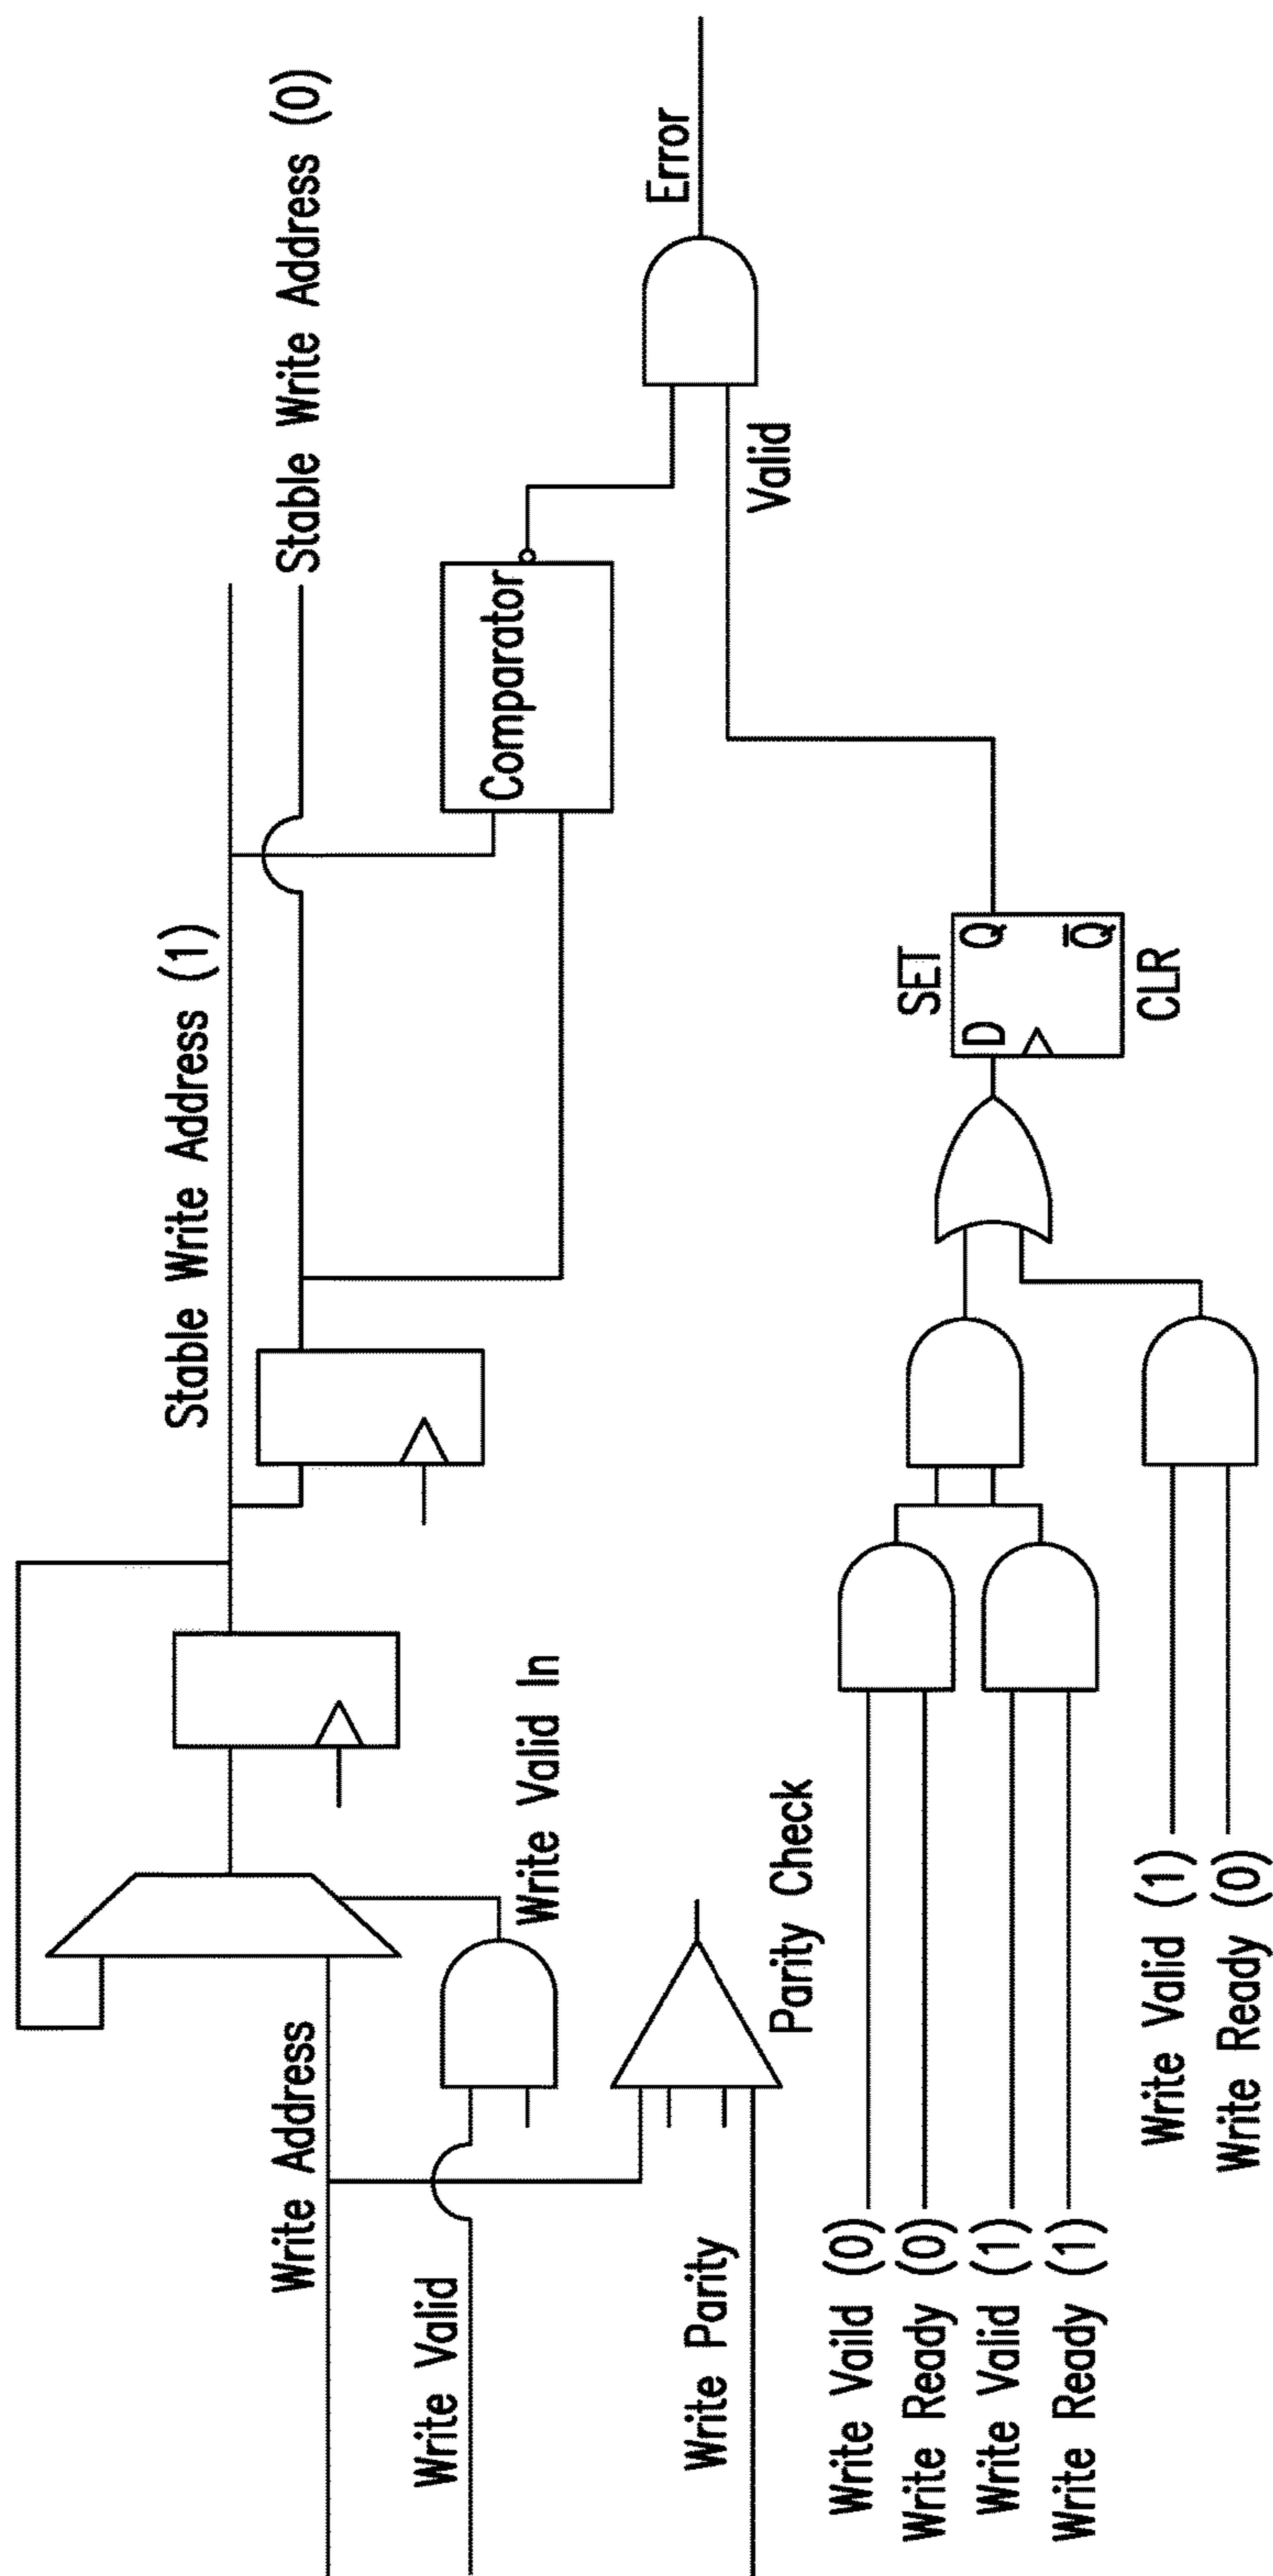 Stable Write Address (1)
Stable Write Address (0)
Write Address
Write Valid
Write Valid In
Comparator
Error
Valid
Write Parity
Parity Check
Write Vaild (0)
Write Ready (0)
Write Valid (1)
Write Ready (1)
Write Valid (1)
Write Ready (0)
S̅E̅T̅
D
Q
Q̅
CLR